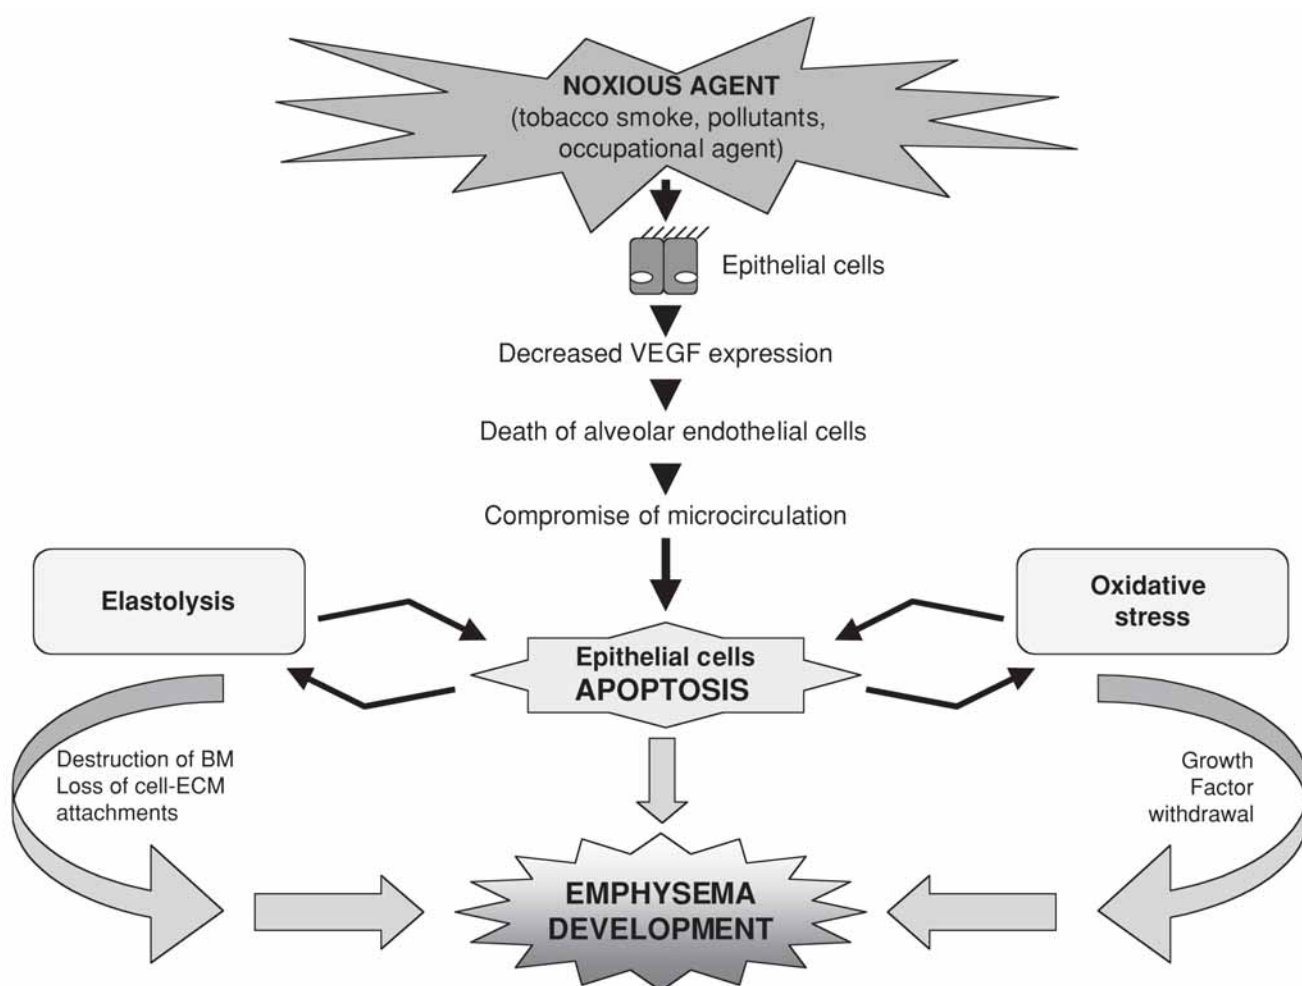 NOXIOUS AGENT
(tobacco smoke, pollutants,
occupational agent)
Epithelial cells
Decreased VEGF expression
Death of alveolar endothelial cells
Compromise of microcirculation
Elastolysis
Oxidative
stress
Epithelial cells
APOPTOSIS
Destruction of BM
Loss of cell-ECM
attachments
Growth
Factor
withdrawal
EMPHYSEMA
DEVELOPMENT